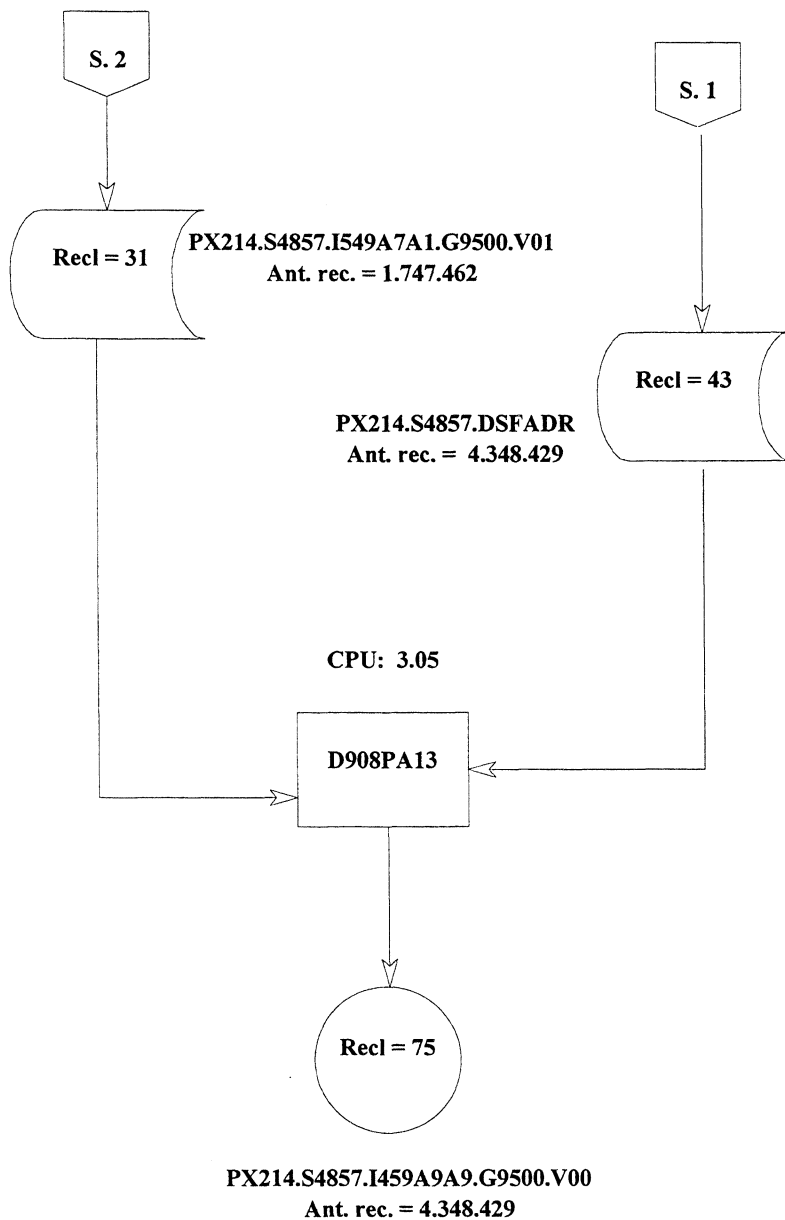 S. 2
S. 1
Recl = 31
PX214.S4857.I549A7A1.G9500.V01
Ant. rec. = 1.747.462
Recl = 43
PX214.S4857.DSFADR
Ant. rec. = 4.348.429
CPU: 3.05
D908PA13
Recl = 75
PX214.S4857.I459A9A9.G9500.V00
Ant. rec. = 4.348.429